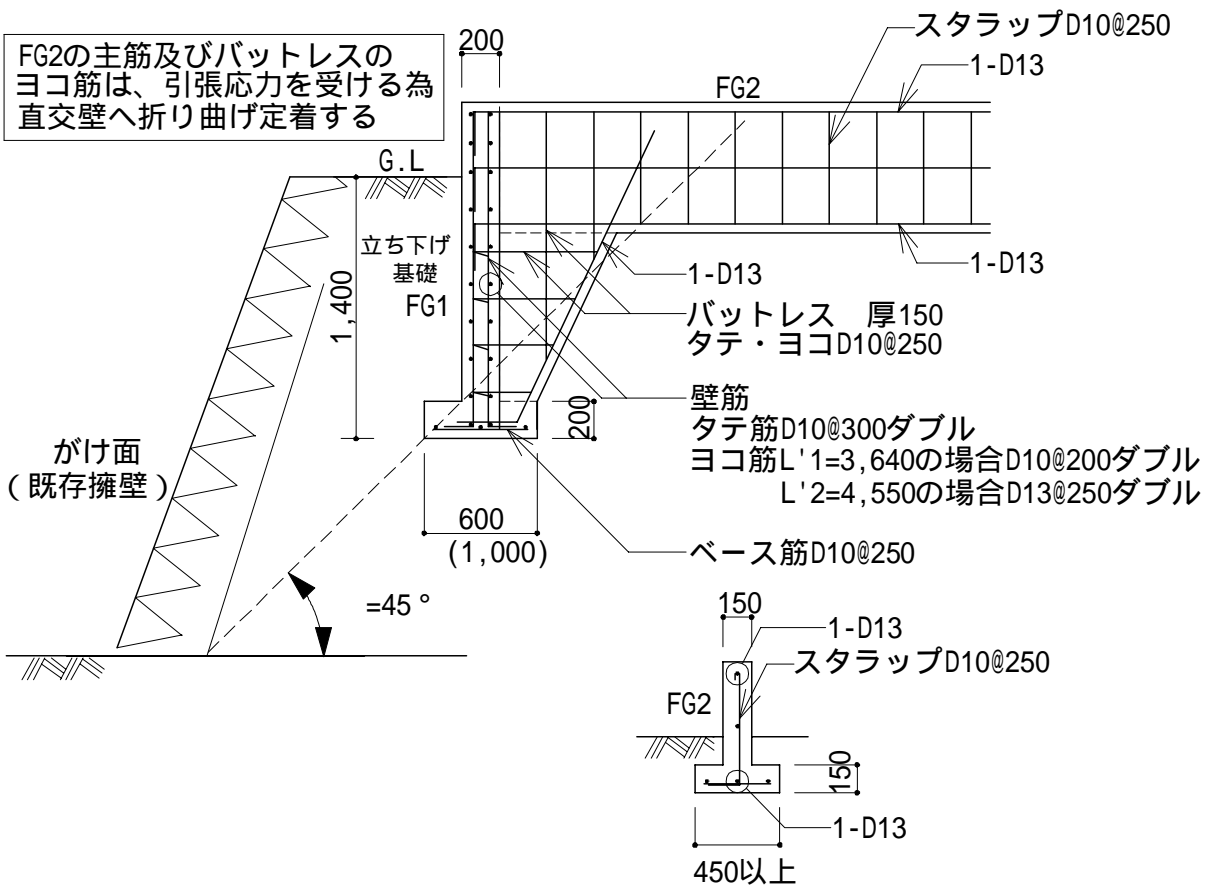 FG2の主筋及びバットレスの
ヨコ筋は、引張応力を受ける為
直交壁へ折り曲げ定着する
200
スタラップD10@250
1-D13
FG2
G.L
立ち下げ
基礎
FG1
1,400
1-D13
1-D13
バットレス 厚150
タテ・ヨコD10@250
200
壁筋
タテ筋D10@300ダブル
ヨコ筋L'1=3,640の場合D10@200ダブル
L'2=4,550の場合D13@250ダブル
がけ面
(既存擁壁)
600
(1,000)
ベース筋D10@250
=45°
150
1-D13
スタラップD10@250
FG2
150
1-D13
450以上